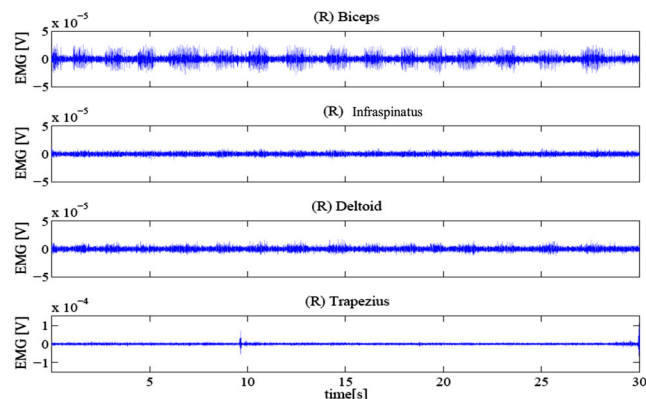 (R) Biceps
x 10⁻⁵
5
0
−5
EMG [V]
(R) Infraspinatus
x 10⁻⁵
5
0
−5
EMG [V]
(R) Deltoid
x 10⁻⁵
5
0
−5
EMG [V]
(R) Trapezius
x 10⁻⁴
1
0
−1
EMG [V]
5 10 15 20 25 30
time[s]